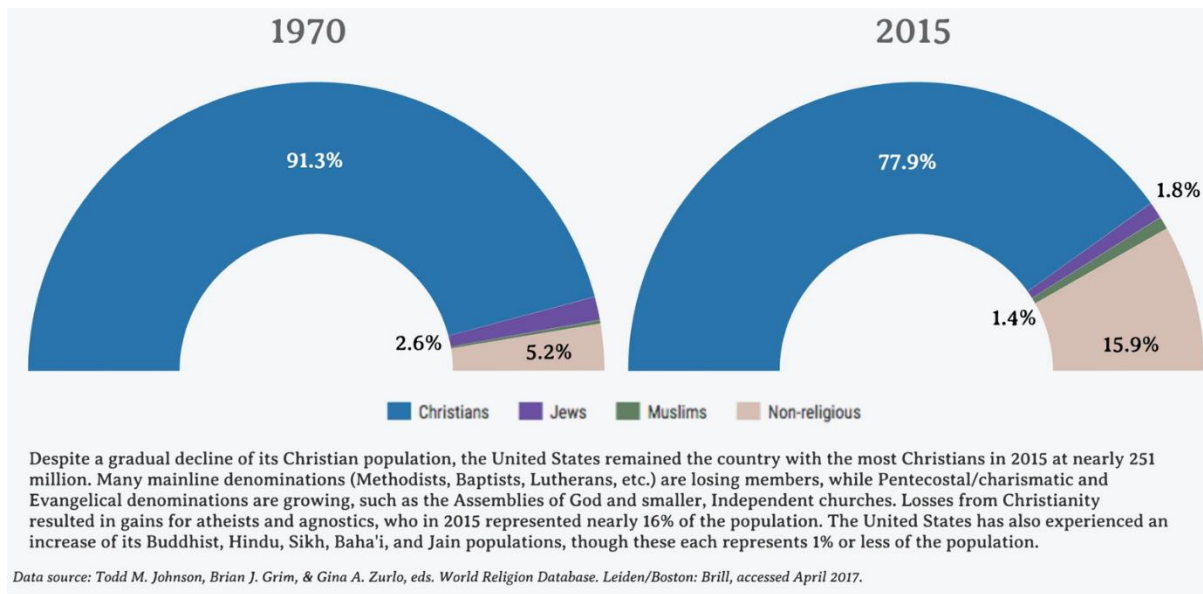 1970
2015
91.3%
77.9%
1.8%
2.6%
5.2%
1.4%
15.9%
Christians Jews Muslims Non-religious
Despite a gradual decline of its Christian population, the United States remained the country with the most Christians in 2015 at nearly 251
million. Many mainline denominations (Methodists, Baptists, Lutherans, etc.) are losing members, while Pentecostal/charismatic and
Evangelical denominations are growing, such as the Assemblies of God and smaller, Independent churches. Losses from Christianity
resulted in gains for atheists and agnostics, who in 2015 represented nearly 16% of the population. The United States has also experienced an
increase of its Buddhist, Hindu, Sikh, Baha'i, and Jain populations, though these each represents 1% or less of the population.
Data source: Todd M. Johnson, Brian J. Grim, & Gina A. Zurlo, eds. World Religion Database. Leiden/Boston: Brill, accessed April 2017.